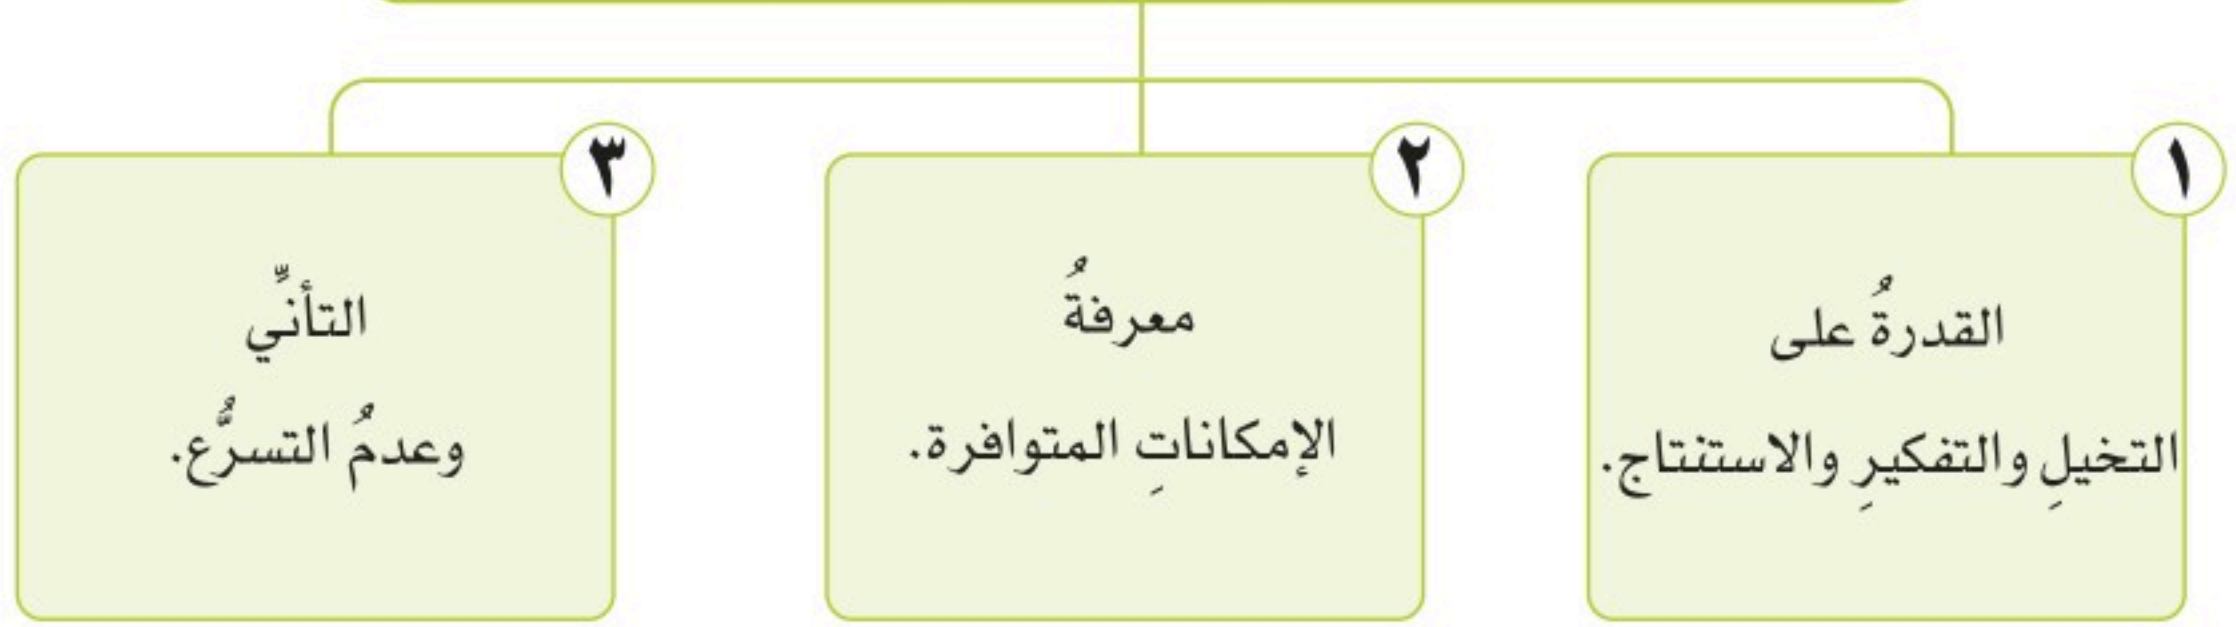 ١
القدرةُ على
التخيلِ والتفكيرِ والاستنتاج.
٢
معرفةُ
الإمكاناتِ المتوافرة.
٣
التأنِّي
وعدمُ التسرُّع.